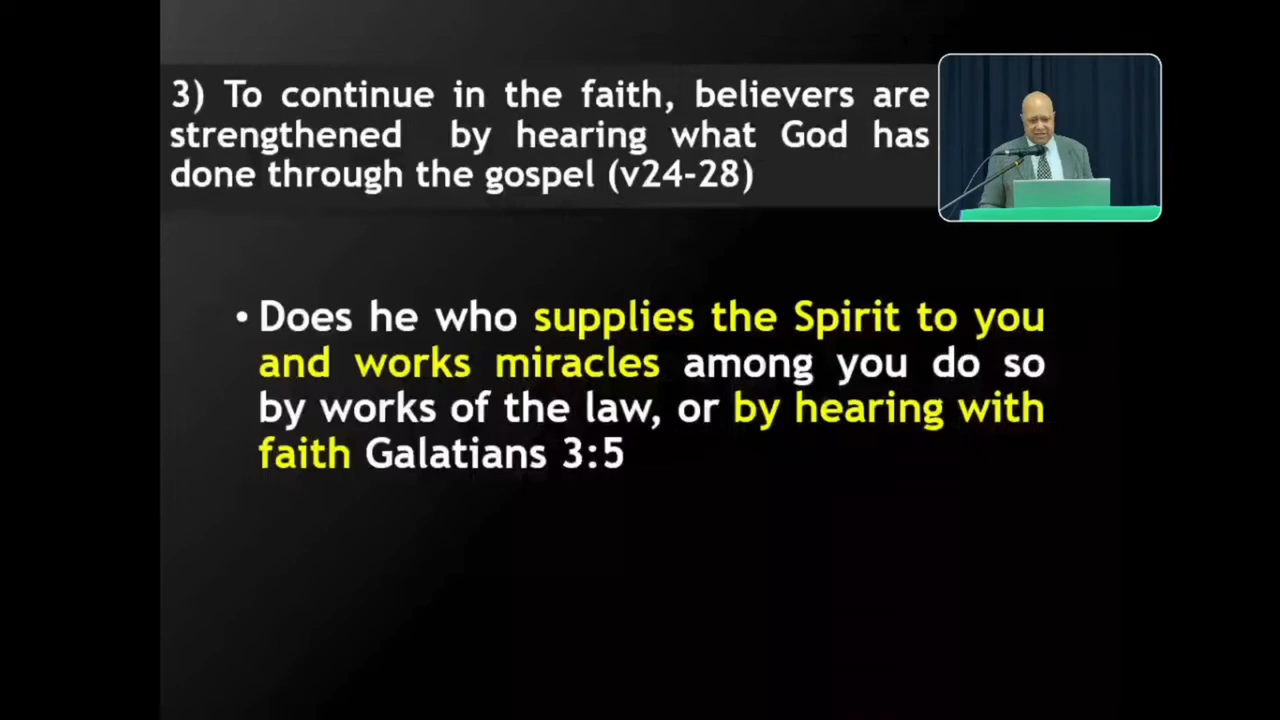 3) To continue in the faith, believers are
strengthened by hearing what God has
done through the gospel (v24-28)
• Does he who supplies the Spirit to you
and works miracles among you do so
by works of the law, or by hearing with
faith Galatians 3:5